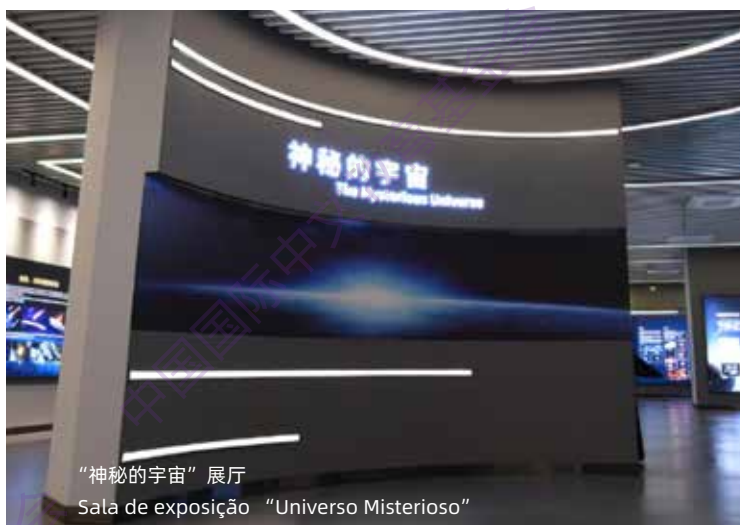 神秘的宇宙
The Mysterious Universe
“神秘的宇宙”展厅
Sala de exposição “Universo Misterioso”